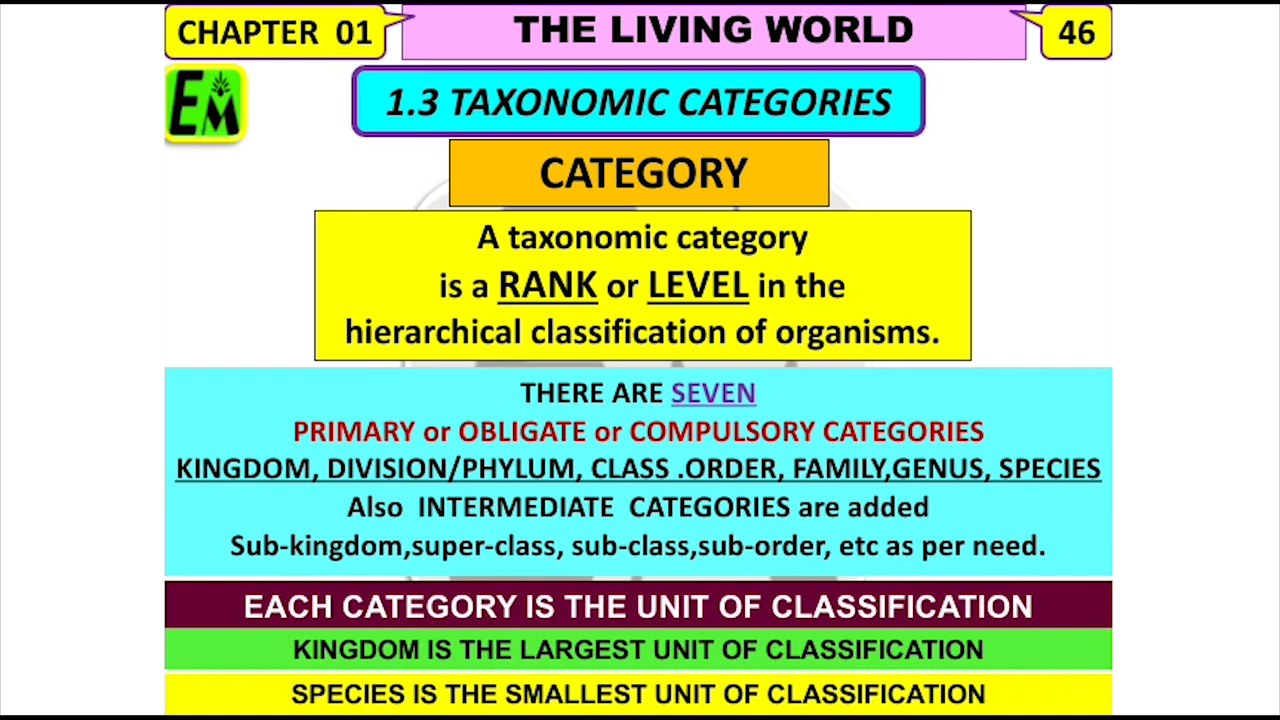 CHAPTER 01
THE LIVING WORLD
46
EM
1.3 TAXONOMIC CATEGORIES
CATEGORY
A taxonomic category
is a RANK or LEVEL in the
hierarchical classification of organisms.
THERE ARE SEVEN
PRIMARY or OBLIGATE or COMPULSORY CATEGORIES
KINGDOM, DIVISION/PHYLUM, CLASS .ORDER, FAMILY,GENUS, SPECIES
Also INTERMEDIATE CATEGORIES are added
Sub-kingdom,super-class, sub-class,sub-order, etc as per need.
EACH CATEGORY IS THE UNIT OF CLASSIFICATION
KINGDOM IS THE LARGEST UNIT OF CLASSIFICATION
SPECIES IS THE SMALLEST UNIT OF CLASSIFICATION